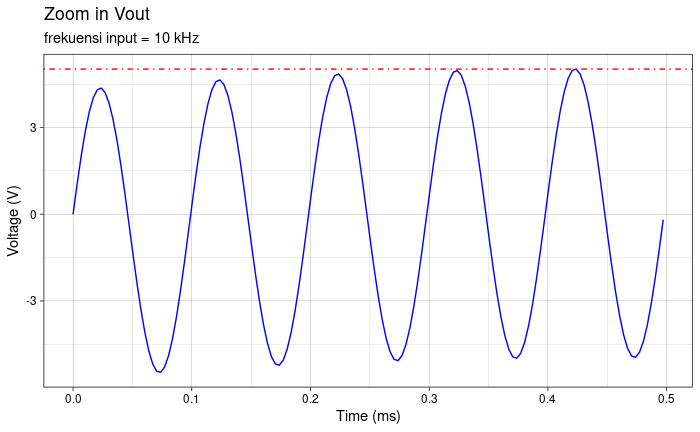 Zoom in Vout
frekuensi input = 10 kHz
Voltage (V)
3
0
-3
0.0
0.1
0.2
0.3
0.4
0.5
Time (ms)